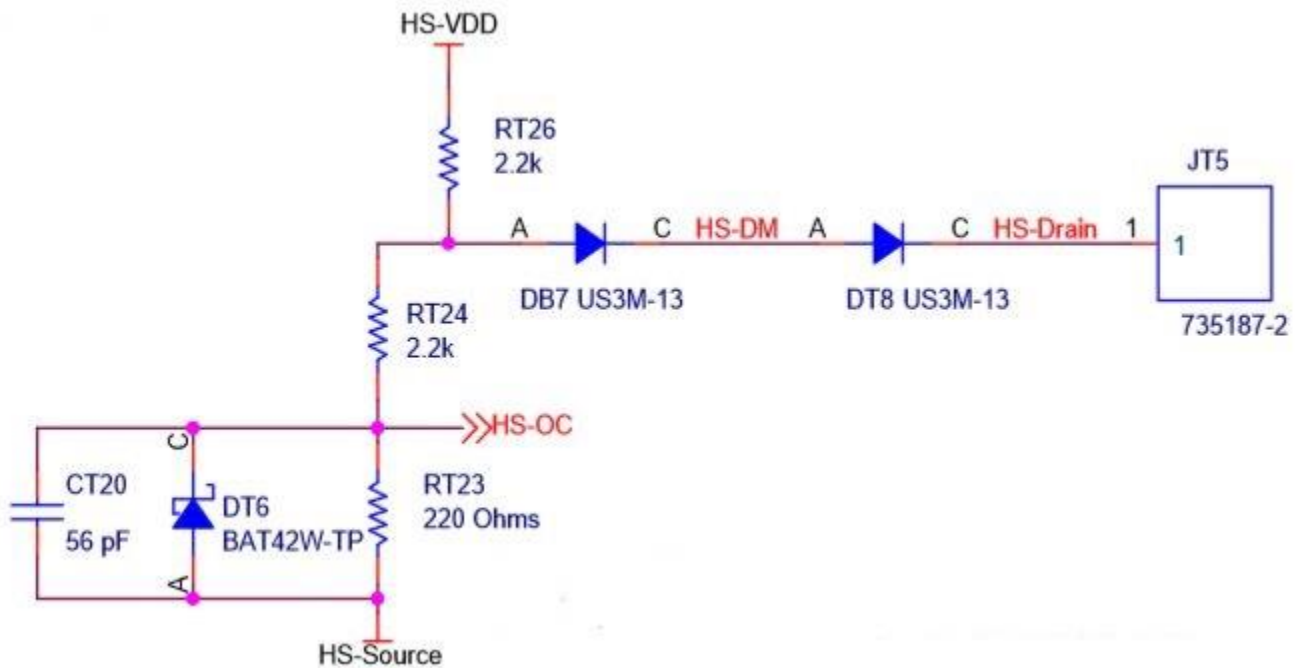 HS-VDD
RT26
2.2k
JT5
A C HS-DM A C HS-Drain 1 1
DB7 US3M-13 DT8 US3M-13
735187-2
RT24
2.2k
HS-OC
C
CT20
56 pF
DT6
BAT42W-TP
RT23
220 Ohms
A
HS-Source